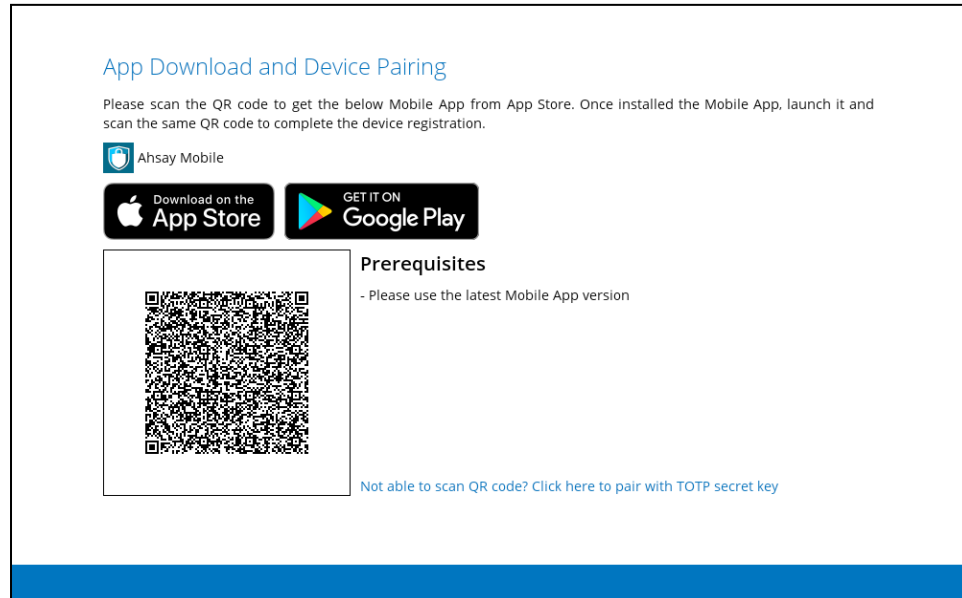 App Download and Device Pairing
Please scan the QR code to get the below Mobile App from App Store. Once installed the Mobile App, launch it and
scan the same QR code to complete the device registration.
Ahsay Mobile
Download on the
App Store
GET IT ON
Google Play
Prerequisites
- Please use the latest Mobile App version
Not able to scan QR code? Click here to pair with TOTP secret key